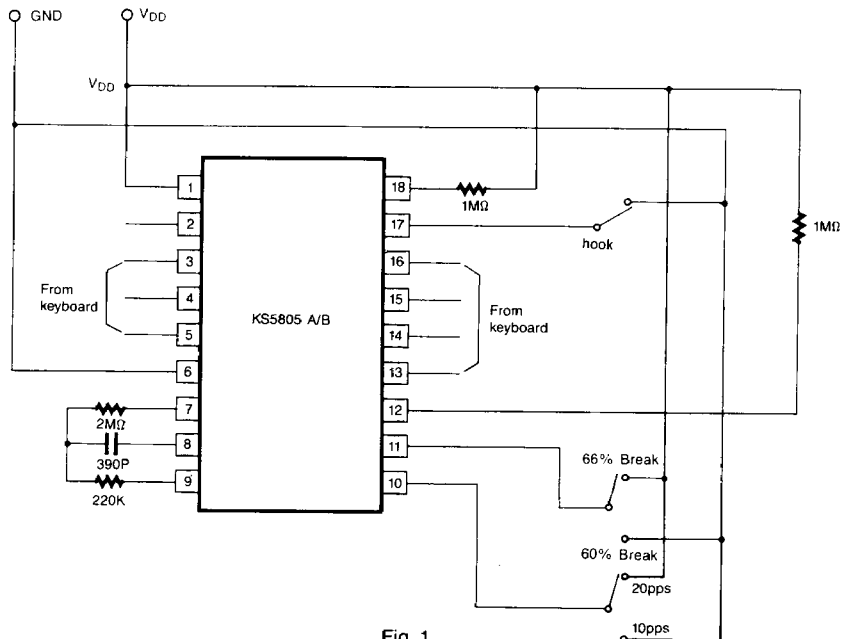 GND
VDD
VDD
1
18
1MΩ
2
17
hook
1MΩ
3
16
From
keyboard
4
KS5805 A/B
15
From
keyboard
5
14
6
13
7
2MΩ
12
8
390P
11
66% Break
9
220K
10
60% Break
20pps
10pps
Fig. 1